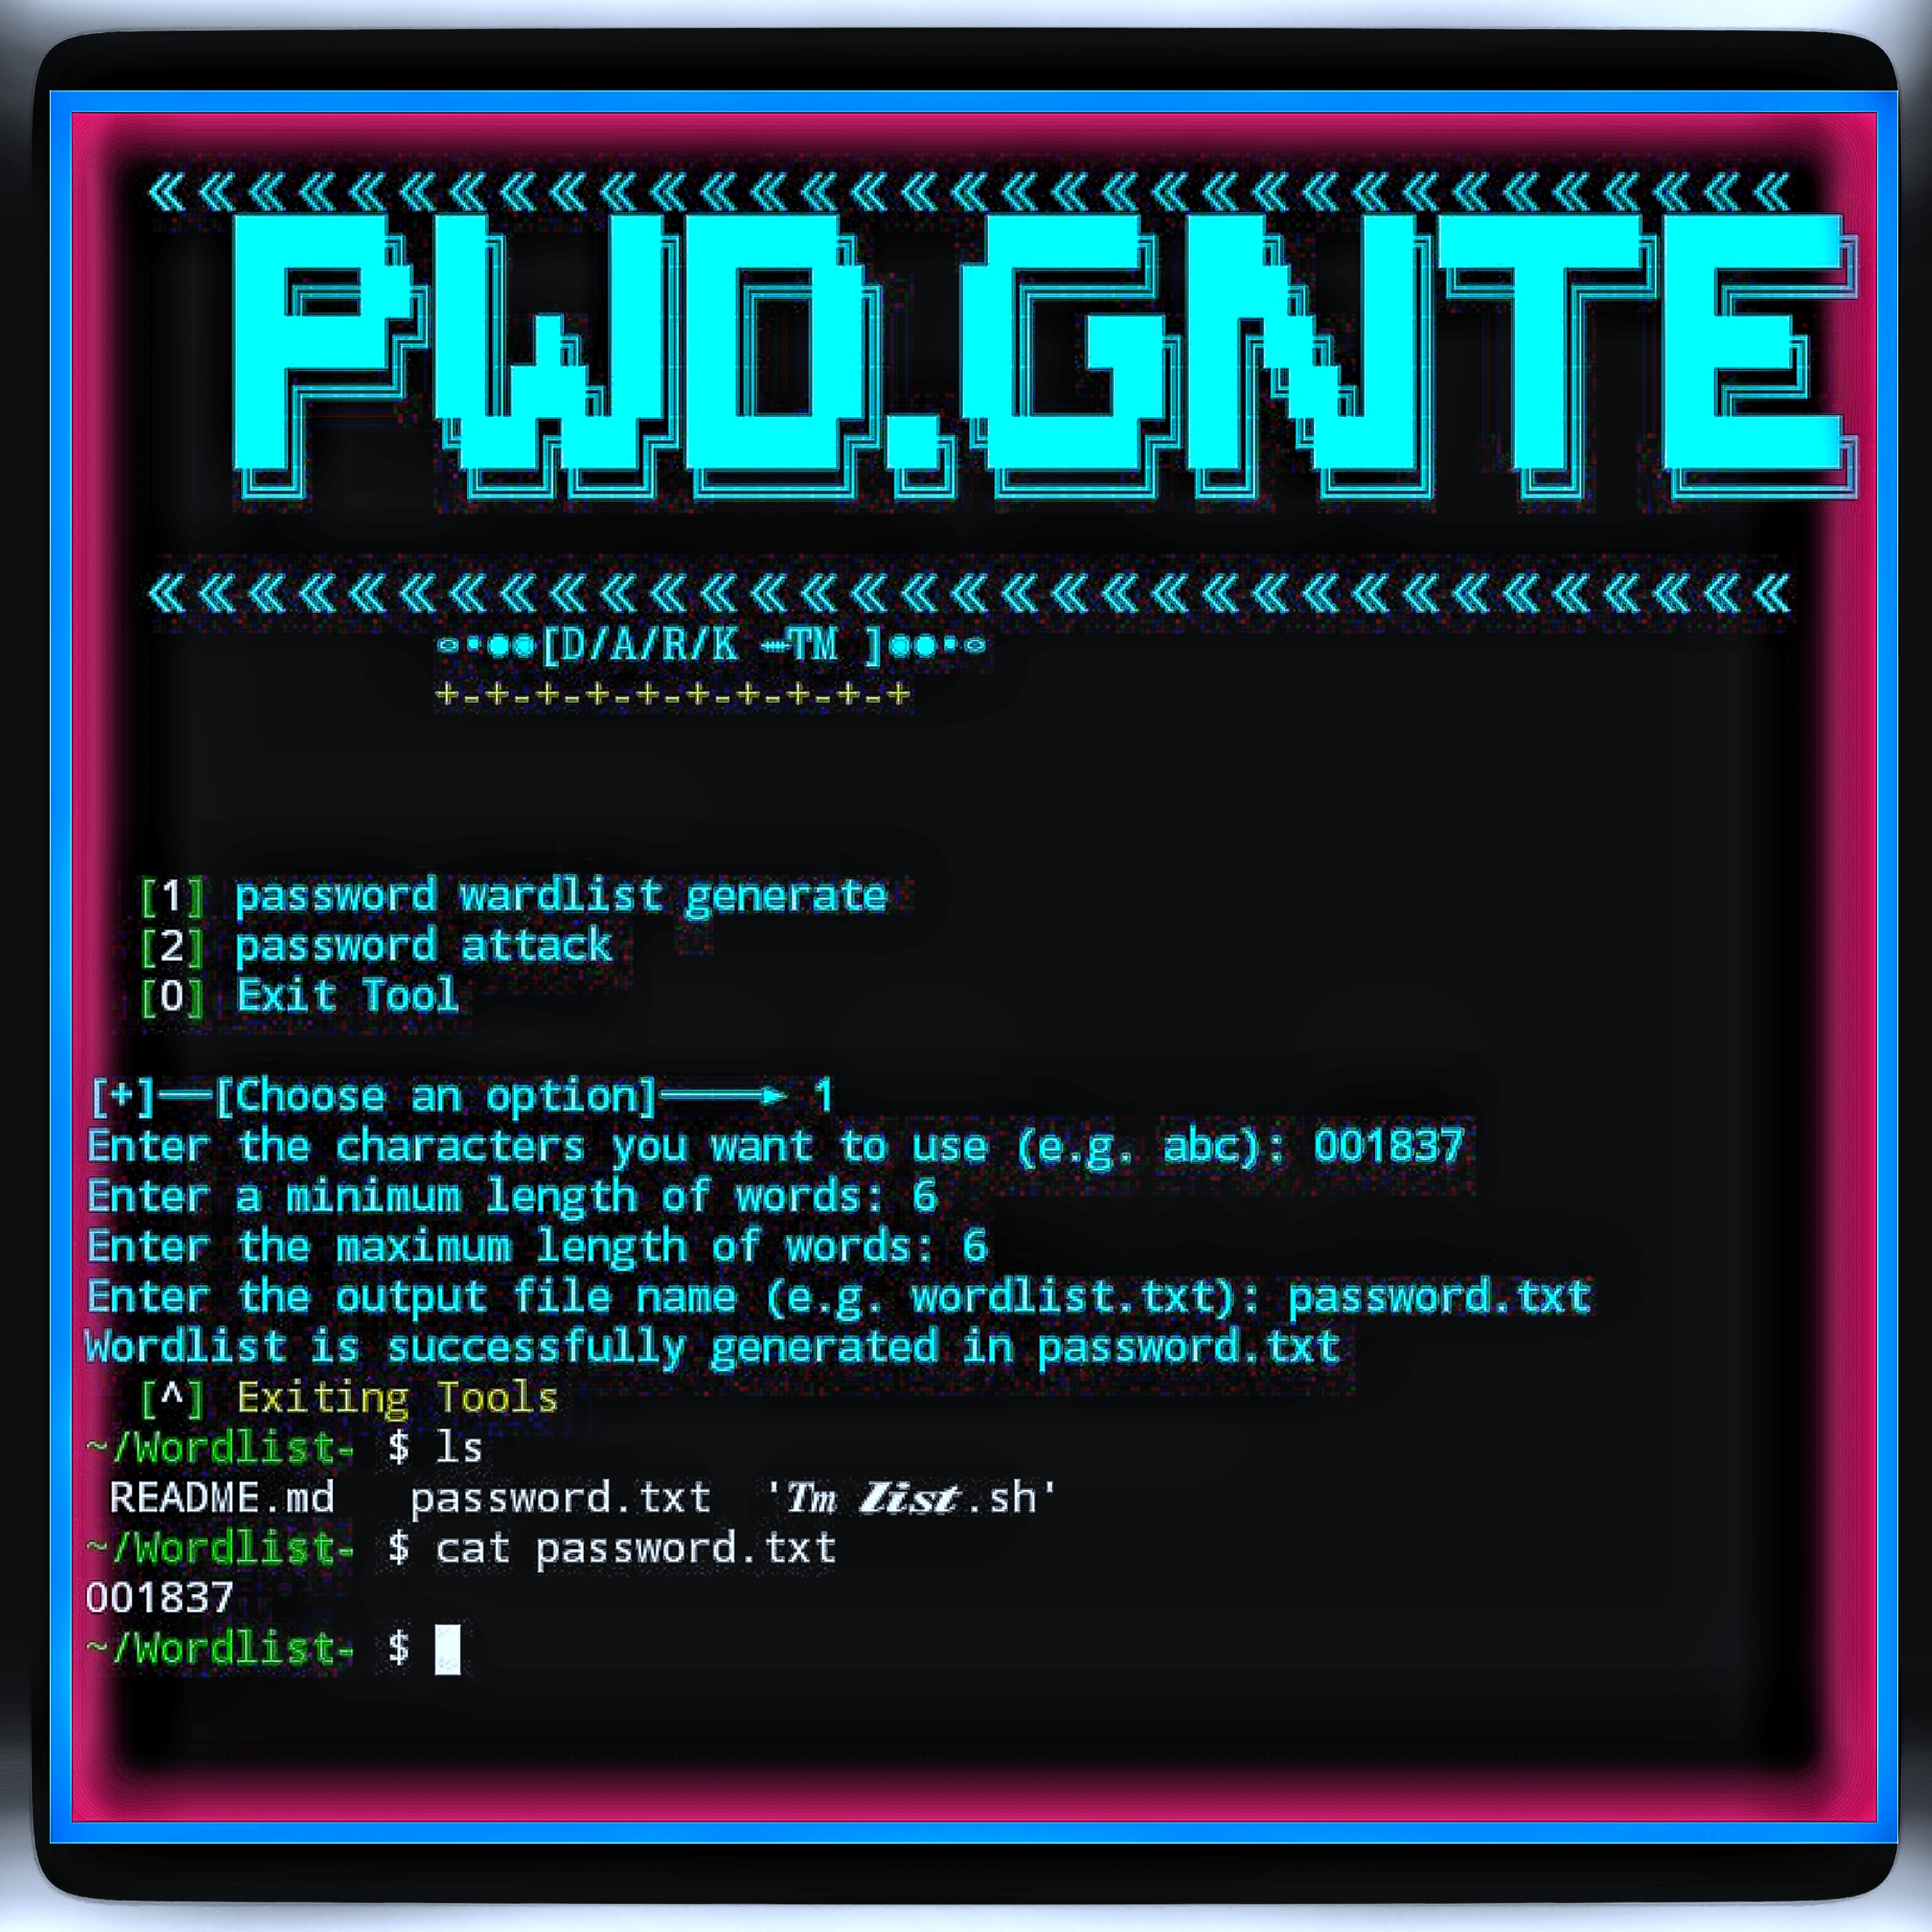 «««««««««««««««««««««««««««««««««
PWD.GNTE
«««««««««««««««««««««««««««««««««
◦•●●[D/A/R/K ⇸TM ]●●•◦
+-+-+-+-+-+-+-+-+-+
[1] password wardlist generate
[2] password attack
[0] Exit Tool
[+]──[Choose an option]────► 1
Enter the characters you want to use (e.g. abc): 001837
Enter a minimum length of words: 6
Enter the maximum length of words: 6
Enter the output file name (e.g. wordlist.txt): password.txt
Wordlist is successfully generated in password.txt
[^] Exiting Tools
~/Wordlist- $ ls
README.md   password.txt  '𝑻𝒎 𝑳𝒊𝒔𝒕.sh'
~/Wordlist- $ cat password.txt
001837
~/Wordlist- $